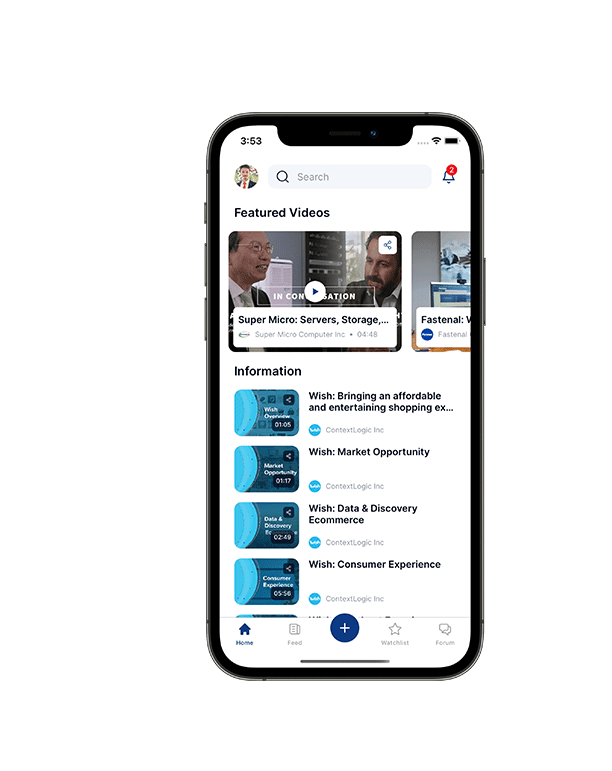 3:53
2
Search
Featured Videos
IN CONVERSATION
Super Micro: Servers, Storage,...
Super Micro Computer Inc • 04:48
Fastenal: W
Fastenal
Information
Wish
Overview
01:05
Wish: Bringing an affordable
and entertaining shopping ex...
wish ContextLogic Inc
Market
Opportunity
01:17
Wish: Market Opportunity
wish ContextLogic Inc
Data &
Discovery
02:49
Wish: Data & Discovery
Ecommerce
wish ContextLogic Inc
Consumer
Experience
05:56
Wish: Consumer Experience
wish ContextLogic Inc
Home
Feed
Watchlist
Forum